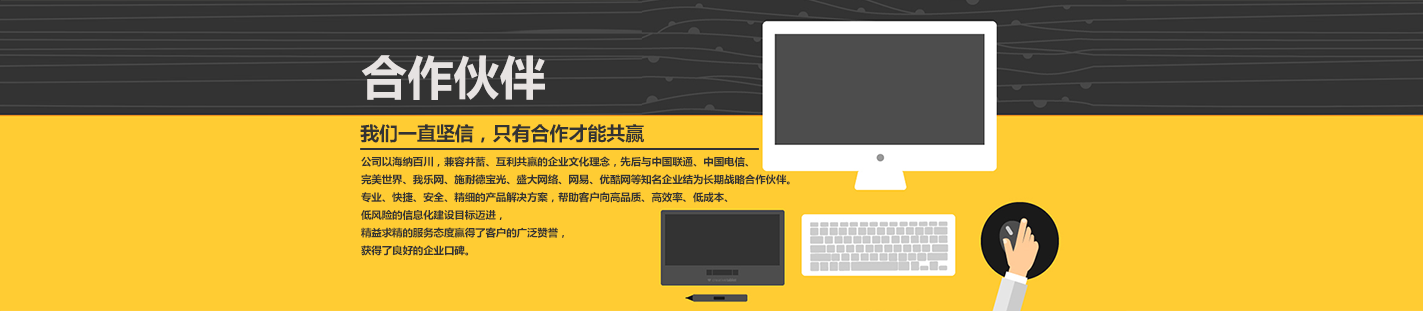 合作伙伴
我们一直坚信，只有合作才能共赢
公司以海纳百川，兼容并蓄、互利共赢的企业文化理念，先后与中国联通、中国电信、
完美世界、我乐网、施耐德宝光、盛大网络、网易、优酷网等知名企业结为长期战略合作伙伴。
专业、快捷、安全、精细的产品解决方案，帮助客户向高品质、高效率、低成本、
低风险的信息化建设目标迈进，
精益求精的服务态度赢得了客户的广泛赞誉，
获得了良好的企业口碑。